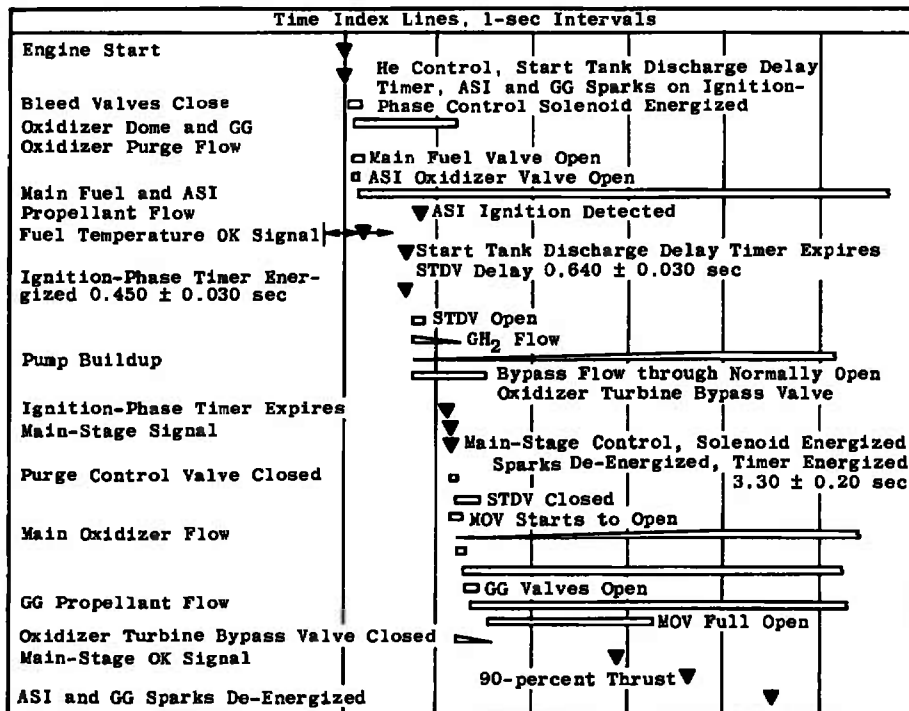 Time Index Lines, 1-sec Intervals
Engine Start
He Control, Start Tank Discharge Delay
Timer, ASI and GG Sparks on Ignition-
Bleed Valves Close
Phase Control Solenoid Energized
Oxidizer Dome and GG
Oxidizer Purge Flow
Main Fuel Valve Open
ASI Oxidizer Valve Open
Main Fuel and ASI
Propellant Flow
ASI Ignition Detected
Fuel Temperature OK Signal
Start Tank Discharge Delay Timer Expires
STDV Delay 0.640 ± 0.030 sec
Ignition-Phase Timer Ener-
gized 0.450 ± 0.030 sec
STDV Open
GH2 Flow
Pump Buildup
Bypass Flow through Normally Open
Oxidizer Turbine Bypass Valve
Ignition-Phase Timer Expires
Main-Stage Signal
Main-Stage Control, Solenoid Energized
Sparks De-Energized, Timer Energized
Purge Control Valve Closed
3.30 ± 0.20 sec
STDV Closed
MOV Starts to Open
Main Oxidizer Flow
GG Valves Open
GG Propellant Flow
MOV Full Open
Oxidizer Turbine Bypass Valve Closed
Main-Stage OK Signal
90-percent Thrust
ASI and GG Sparks De-Energized